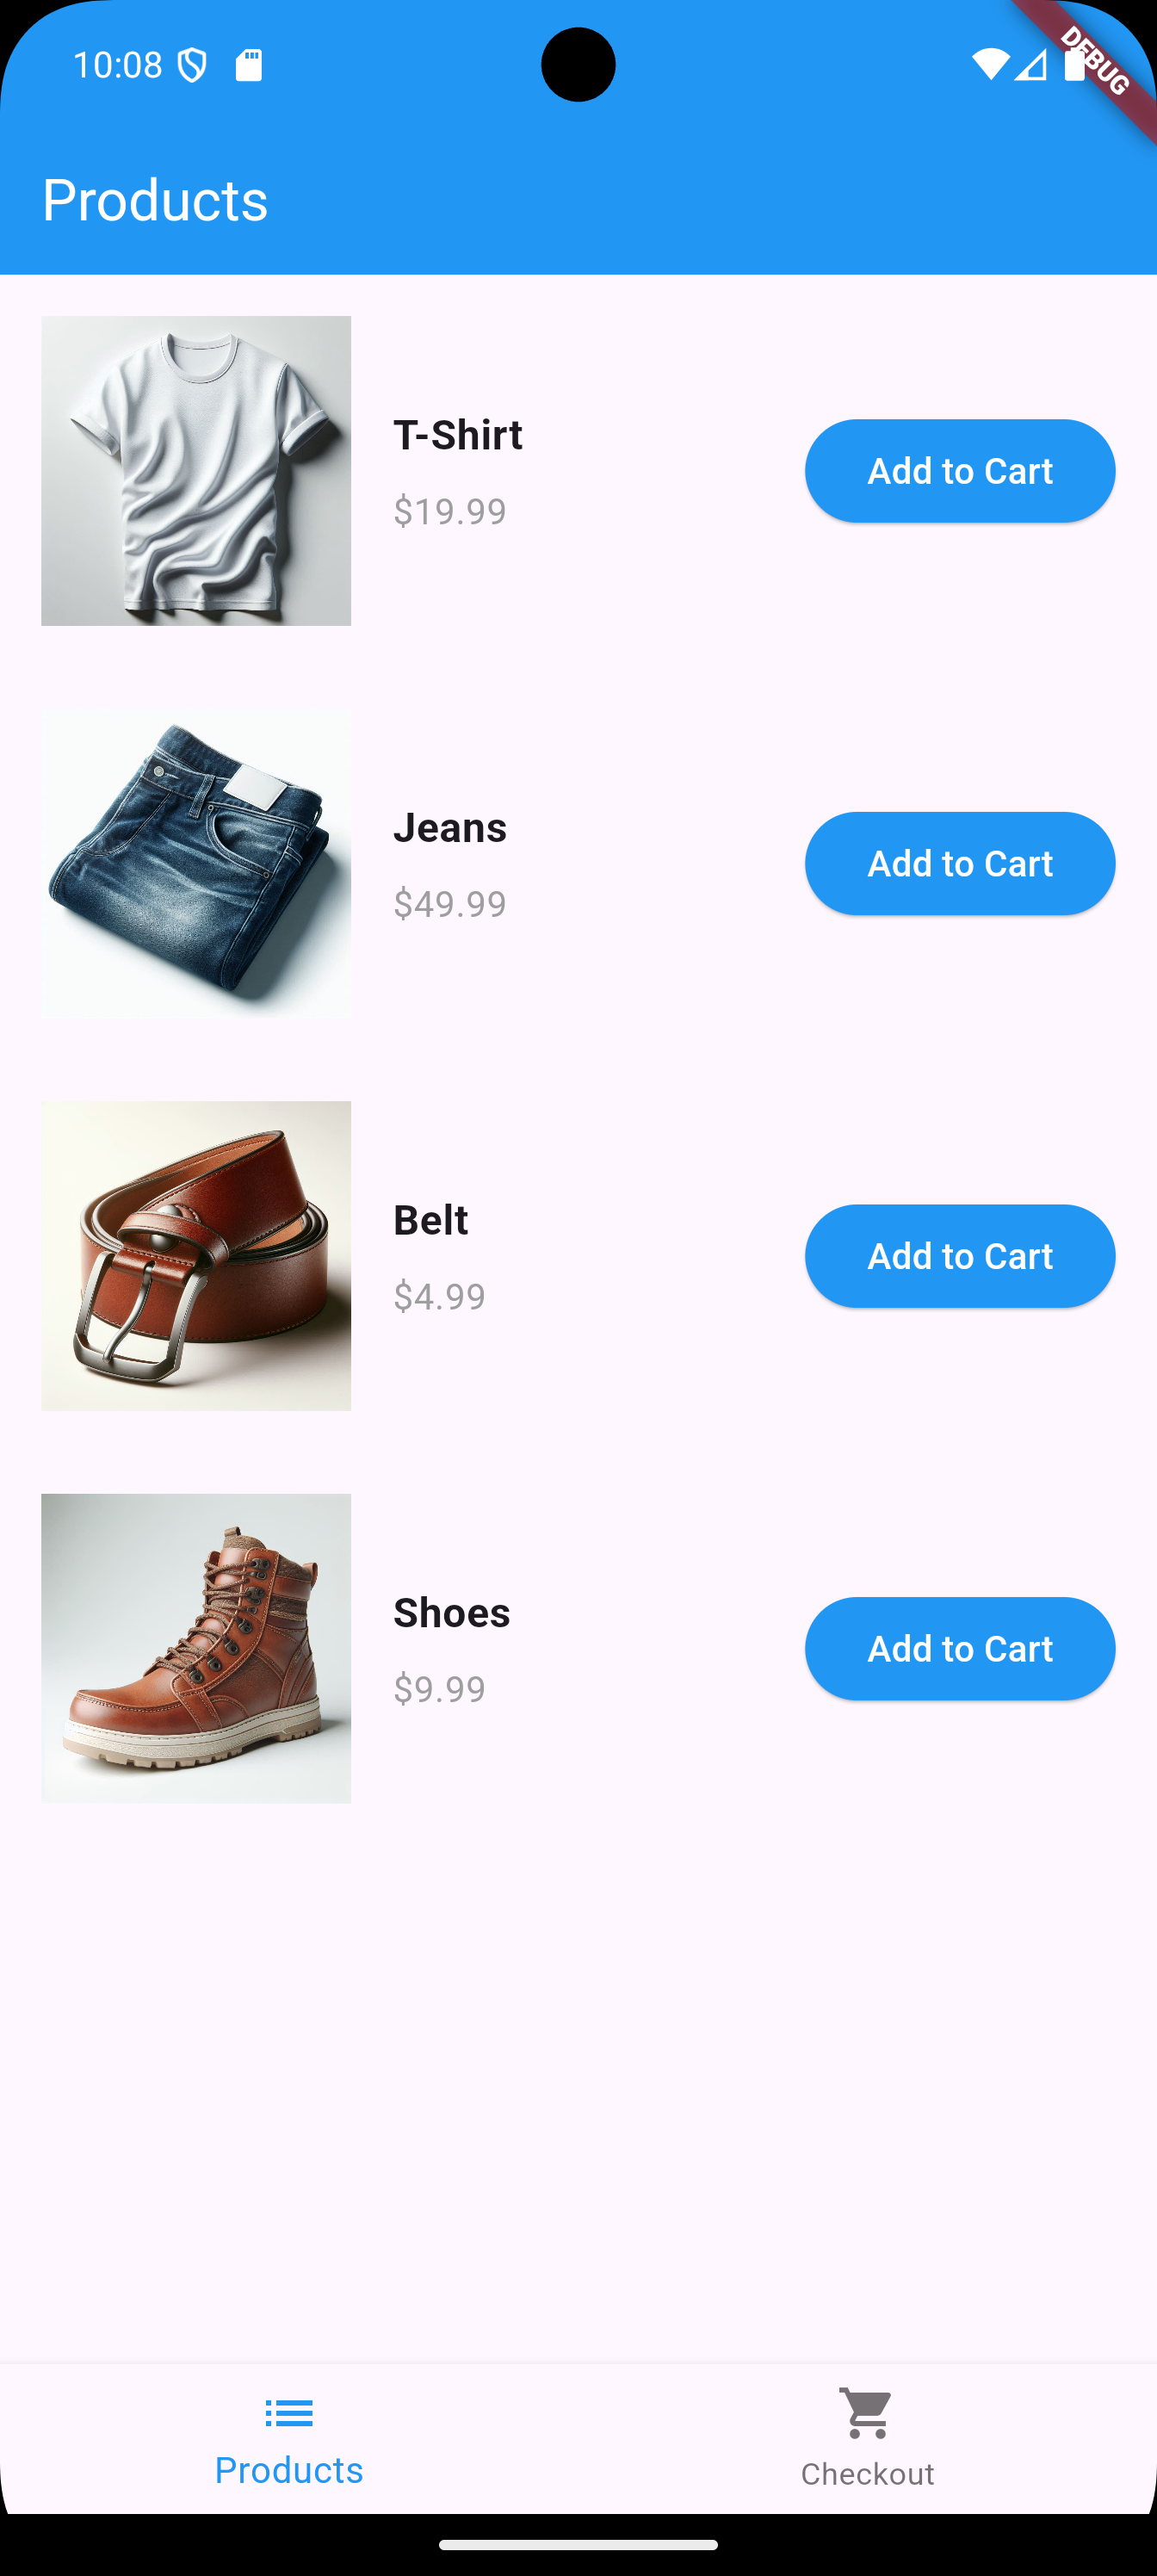 10:08
DEBUG
Products
T-Shirt
$19.99
Add to Cart
Jeans
$49.99
Add to Cart
Belt
$4.99
Add to Cart
Shoes
$9.99
Add to Cart
Products
Checkout